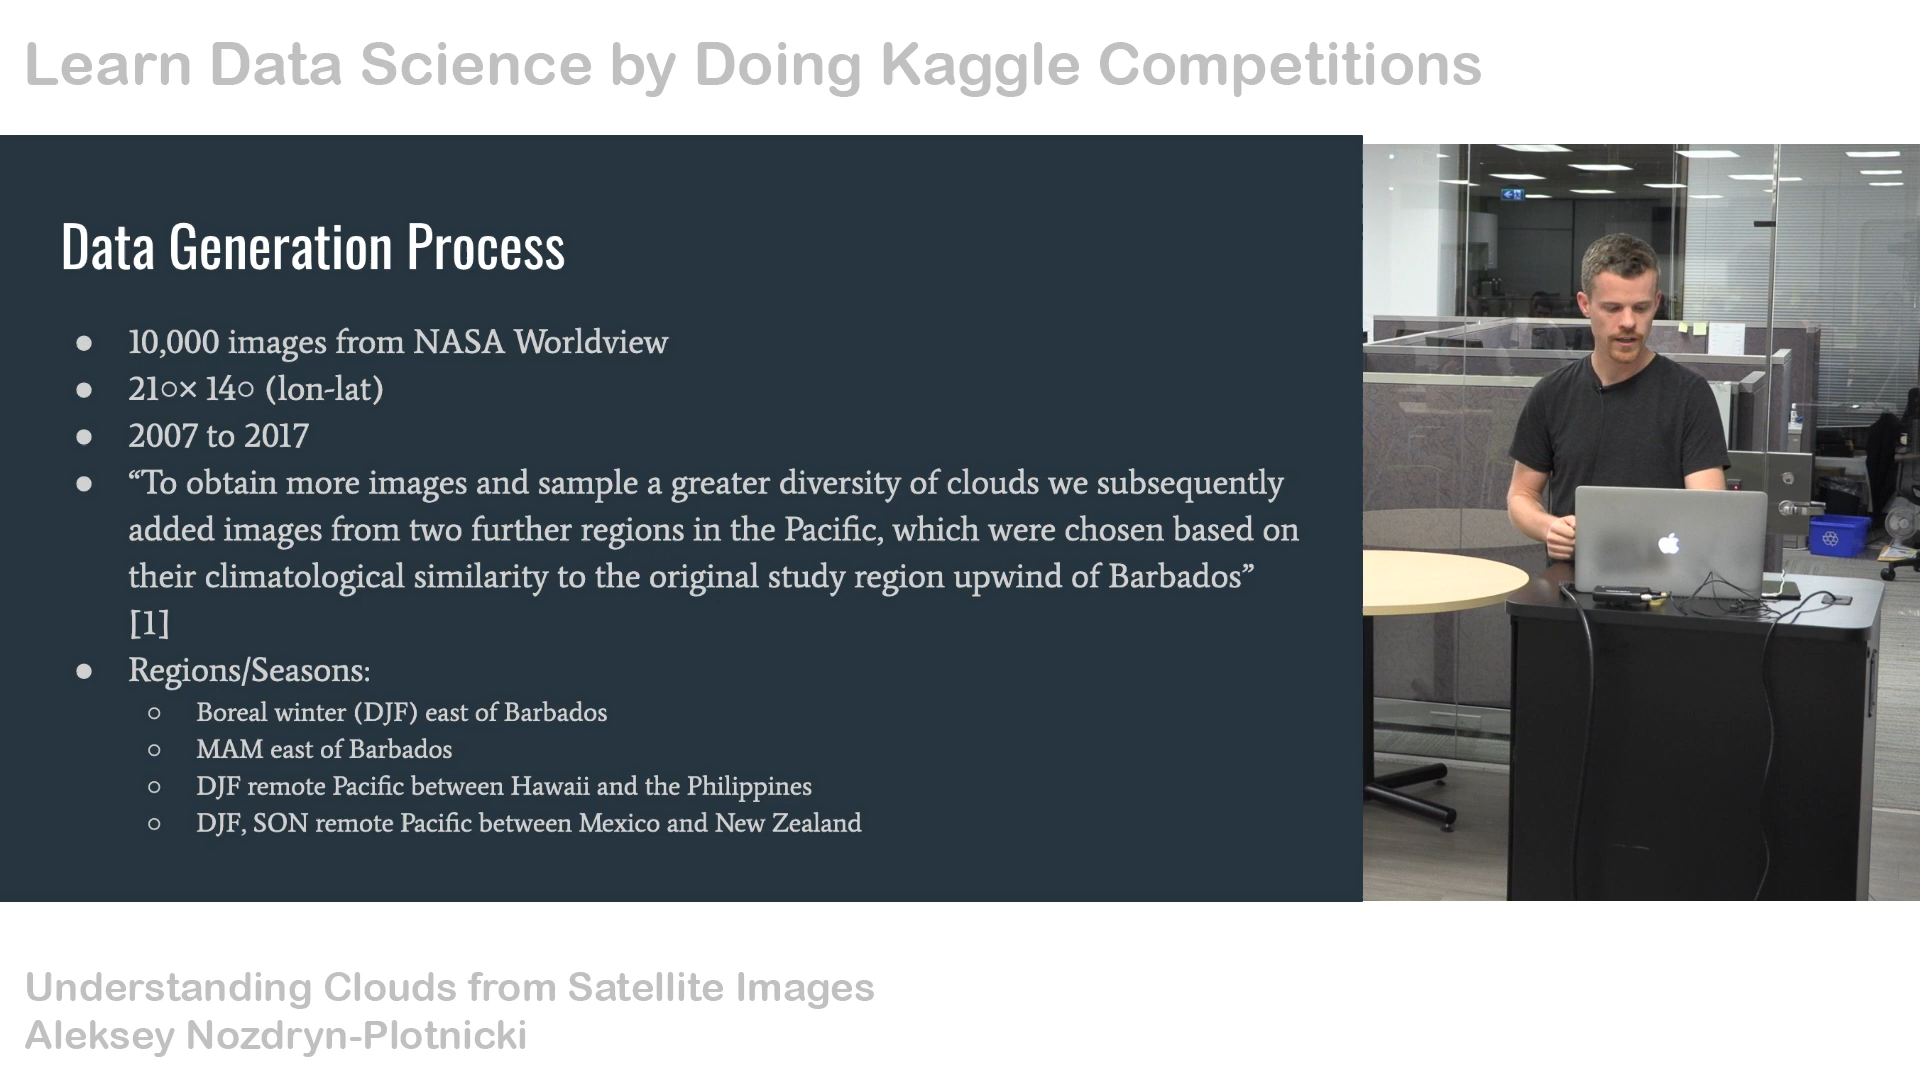 Learn Data Science by Doing Kaggle Competitions
Data Generation Process
● 10,000 images from NASA Worldview
● 21○× 14○ (lon-lat)
● 2007 to 2017
● “To obtain more images and sample a greater diversity of clouds we subsequently
added images from two further regions in the Pacific, which were chosen based on
their climatological similarity to the original study region upwind of Barbados”
[1]
● Regions/Seasons:
○ Boreal winter (DJF) east of Barbados
○ MAM east of Barbados
○ DJF remote Pacific between Hawaii and the Philippines
○ DJF, SON remote Pacific between Mexico and New Zealand
Understanding Clouds from Satellite Images
Aleksey Nozdryn-Plotnicki